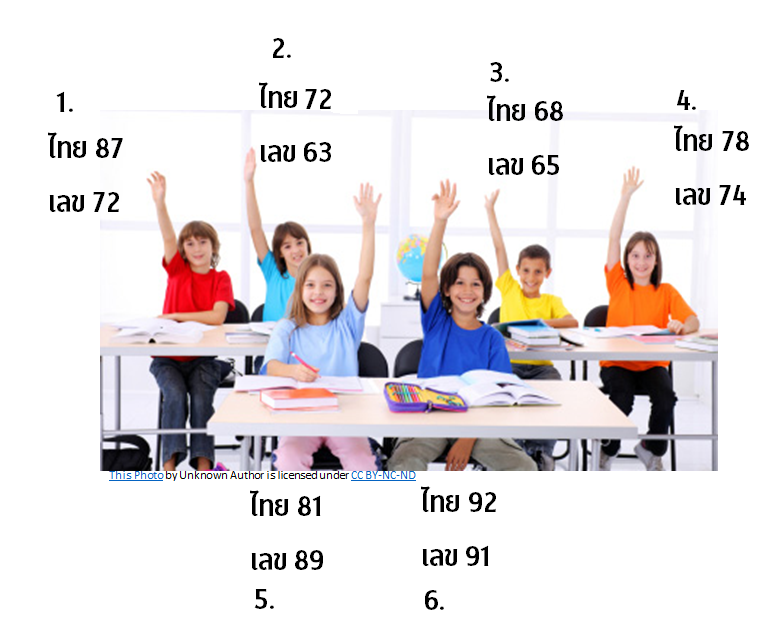 1.
ไทย 87
เลข 72
2.
ไทย 72
เลข 63
3.
ไทย 68
เลข 65
4.
ไทย 78
เลข 74
This Photo by Unknown Author is licensed under CC BY-NC-ND
ไทย 81
เลข 89
5.
ไทย 92
เลข 91
6.